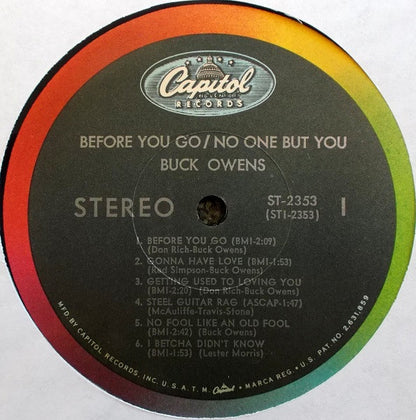 Capitol
RECORDS
BEFORE YOU GO/NO ONE BUT YOU
BUCK OWENS
STEREO
ST-2353
(ST1-2353)
1
1. BEFORE YOU GO (BMI-2:09)
(Don Rich-Buck Owens)
2. GONNA HAVE LOVE (BMI-1:53)
(Red Simpson-Buck Owens)
3. GETTING USED TO LOVING YOU
(BMI-2:20) (Don Rich-Buck Owens)
4. STEEL GUITAR RAG (ASCAP-1:47)
(McAuliffe-Travis-Stone)
5. NO FOOL LIKE AN OLD FOOL
(BMI-2:42) (Buck Owens)
6. I BETCHA DIDN'T KNOW
(BMI-1:53) (Lester Morris)
MFD. BY CAPITOL RECORDS, INC. U.S.A. T.M. Capitol • MARCA REG. • U.S. PAT. NO. 2,631,859